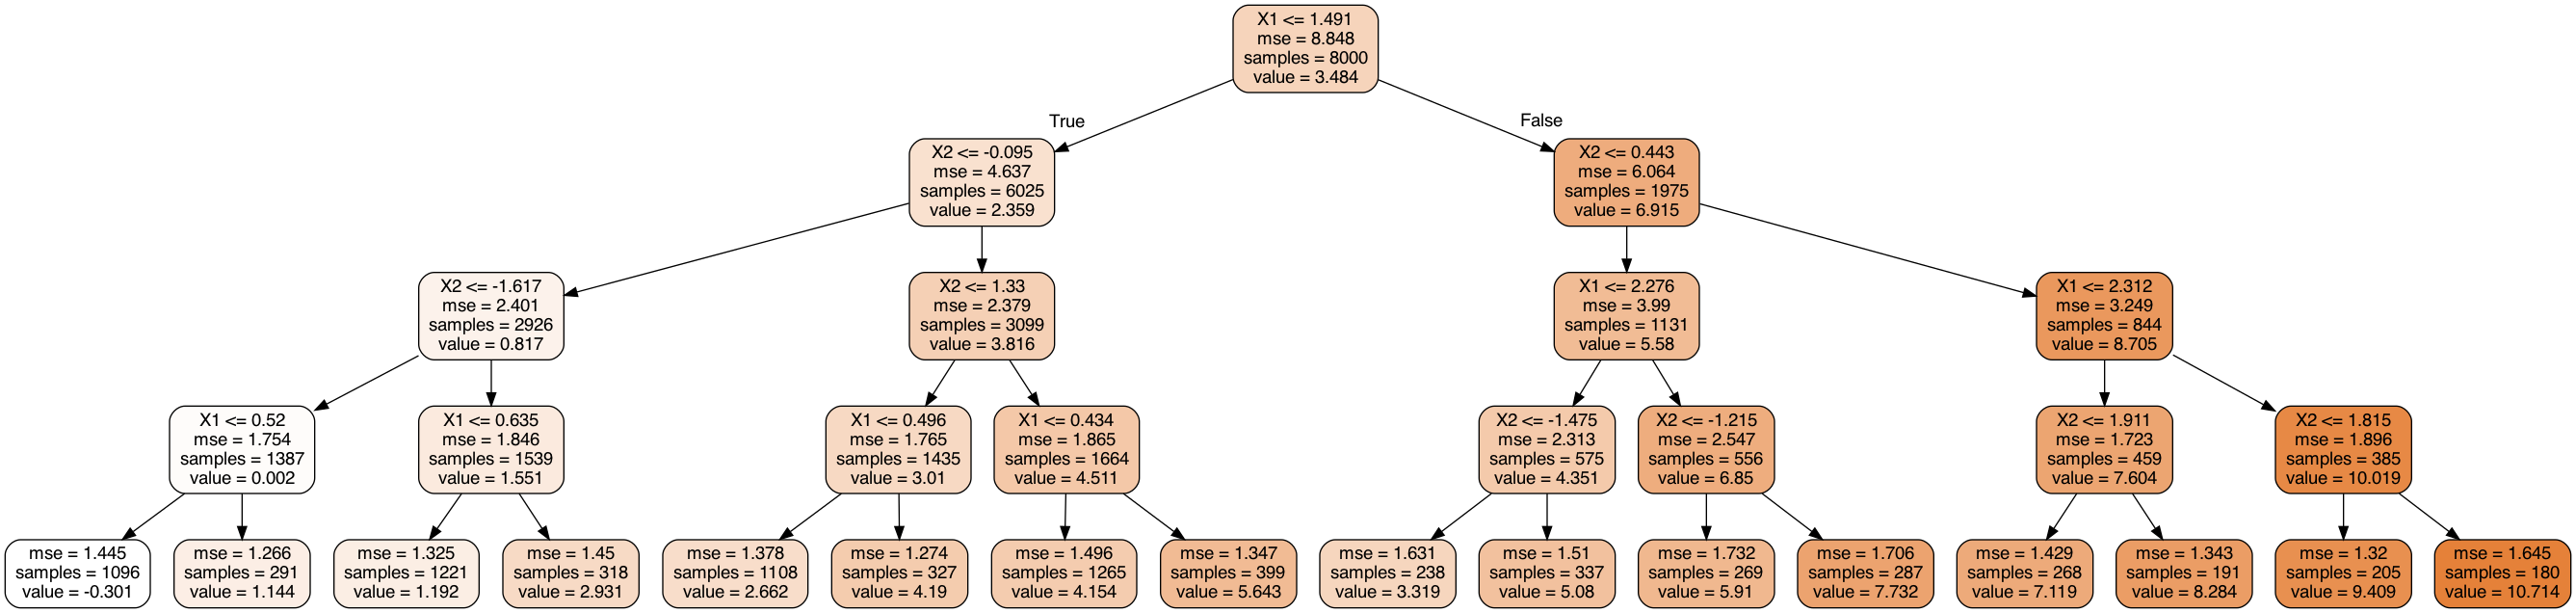 X1 <= 1.491
mse = 8.848
samples = 8000
value = 3.484
True
False
X2 <= -0.095
mse = 4.637
samples = 6025
value = 2.359
X2 <= 0.443
mse = 6.064
samples = 1975
value = 6.915
X2 <= -1.617
mse = 2.401
samples = 2926
value = 0.817
X2 <= 1.33
mse = 2.379
samples = 3099
value = 3.816
X1 <= 2.276
mse = 3.99
samples = 1131
value = 5.58
X1 <= 2.312
mse = 3.249
samples = 844
value = 8.705
X1 <= 0.52
mse = 1.754
samples = 1387
value = 0.002
X1 <= 0.635
mse = 1.846
samples = 1539
value = 1.551
X1 <= 0.496
mse = 1.765
samples = 1435
value = 3.01
X1 <= 0.434
mse = 1.865
samples = 1664
value = 4.511
X2 <= -1.475
mse = 2.313
samples = 575
value = 4.351
X2 <= -1.215
mse = 2.547
samples = 556
value = 6.85
X2 <= 1.911
mse = 1.723
samples = 459
value = 7.604
X2 <= 1.815
mse = 1.896
samples = 385
value = 10.019
mse = 1.445
samples = 1096
value = -0.301
mse = 1.266
samples = 291
value = 1.144
mse = 1.325
samples = 1221
value = 1.192
mse = 1.45
samples = 318
value = 2.931
mse = 1.378
samples = 1108
value = 2.662
mse = 1.274
samples = 327
value = 4.19
mse = 1.496
samples = 1265
value = 4.154
mse = 1.347
samples = 399
value = 5.643
mse = 1.631
samples = 238
value = 3.319
mse = 1.51
samples = 337
value = 5.08
mse = 1.732
samples = 269
value = 5.91
mse = 1.706
samples = 287
value = 7.732
mse = 1.429
samples = 268
value = 7.119
mse = 1.343
samples = 191
value = 8.284
mse = 1.32
samples = 205
value = 9.409
mse = 1.645
samples = 180
value = 10.714